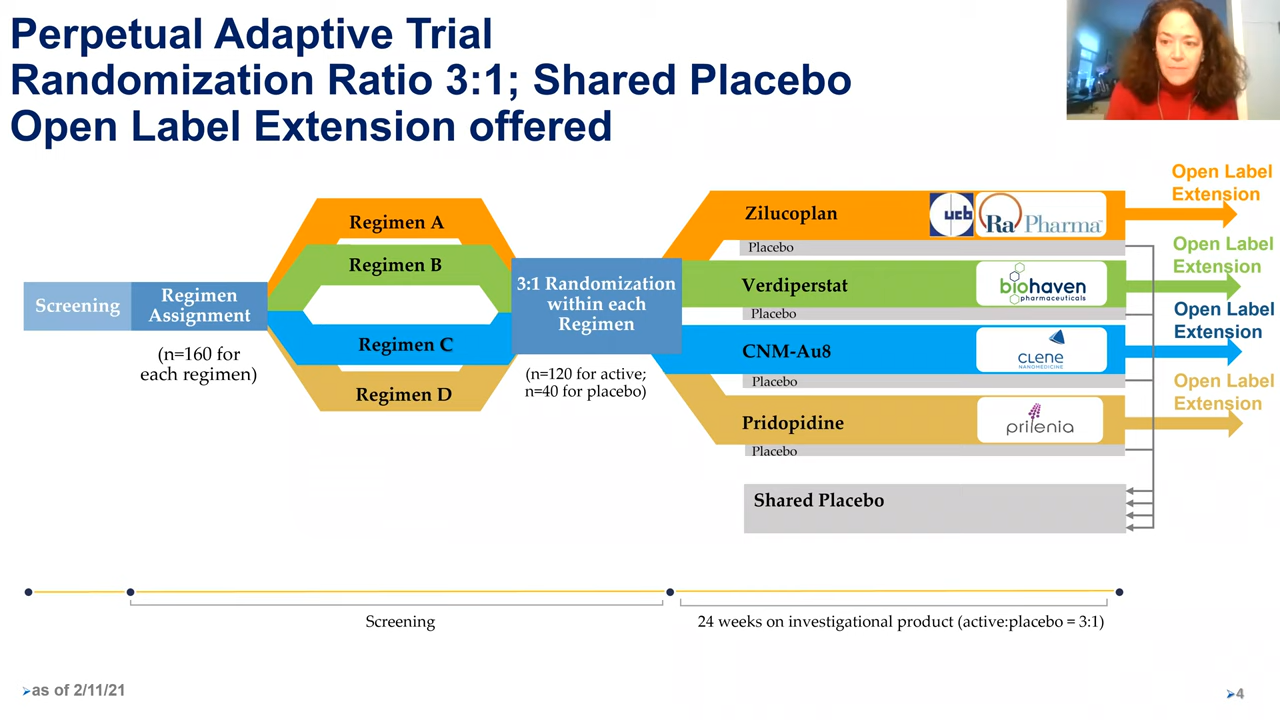 Perpetual Adaptive Trial
Randomization Ratio 3:1; Shared Placebo
Open Label Extension offered
Screening
Regimen
Assignment
(n=160 for
each regimen)
Regimen A
Regimen B
Regimen C
Regimen D
3:1 Randomization
within each
Regimen
(n=120 for active;
n=40 for placebo)
Zilucoplan
ucb
Ra Pharma™
Placebo
Open Label
Extension
Verdiperstat
biohaven
pharmaceuticals
Placebo
Open Label
Extension
CNM-Au8
CLENE
NANOMEDICINE
Placebo
Open Label
Extension
Pridopidine
prilenia
Placebo
Open Label
Extension
Shared Placebo
Screening
24 weeks on investigational product (active:placebo = 3:1)
➢as of 2/11/21
➢4